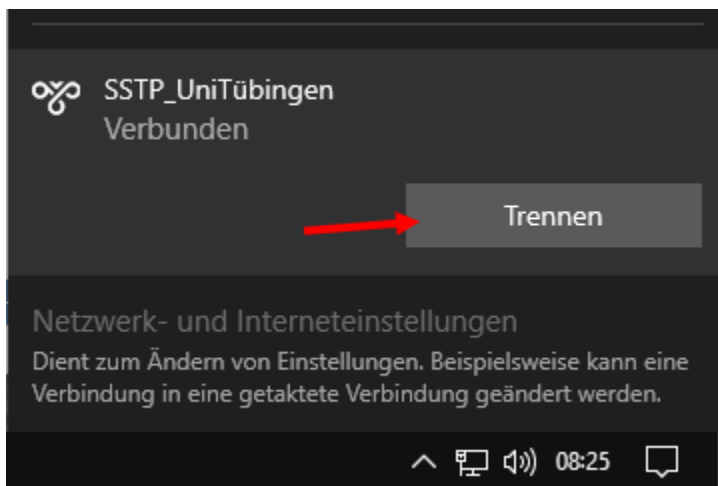 SSTP_UniTübingen
Verbunden
Trennen
Netzwerk- und Interneteinstellungen
Dient zum Ändern von Einstellungen. Beispielsweise kann eine
Verbindung in eine getaktete Verbindung geändert werden.
08:25